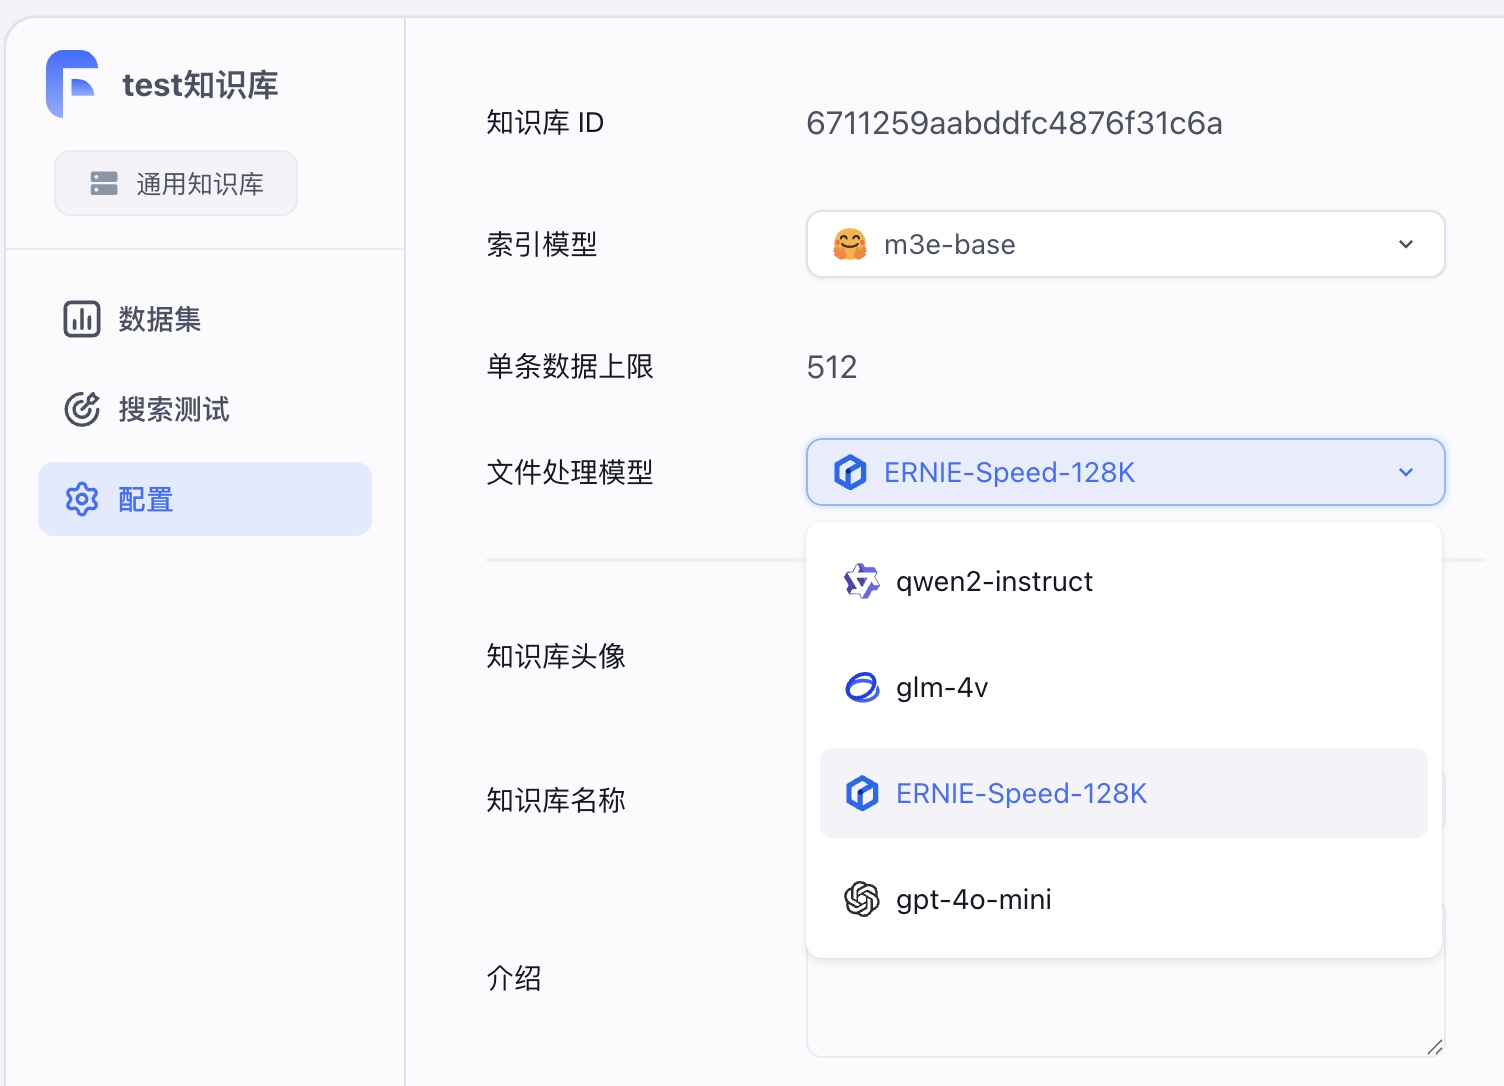 test知识库
通用知识库
数据集
搜索测试
配置
知识库 ID
6711259aabddfc4876f31c6a
索引模型
m3e-base
单条数据上限
512
文件处理模型
ERNIE-Speed-128K
qwen2-instruct
glm-4v
ERNIE-Speed-128K
gpt-4o-mini
知识库头像
知识库名称
介绍